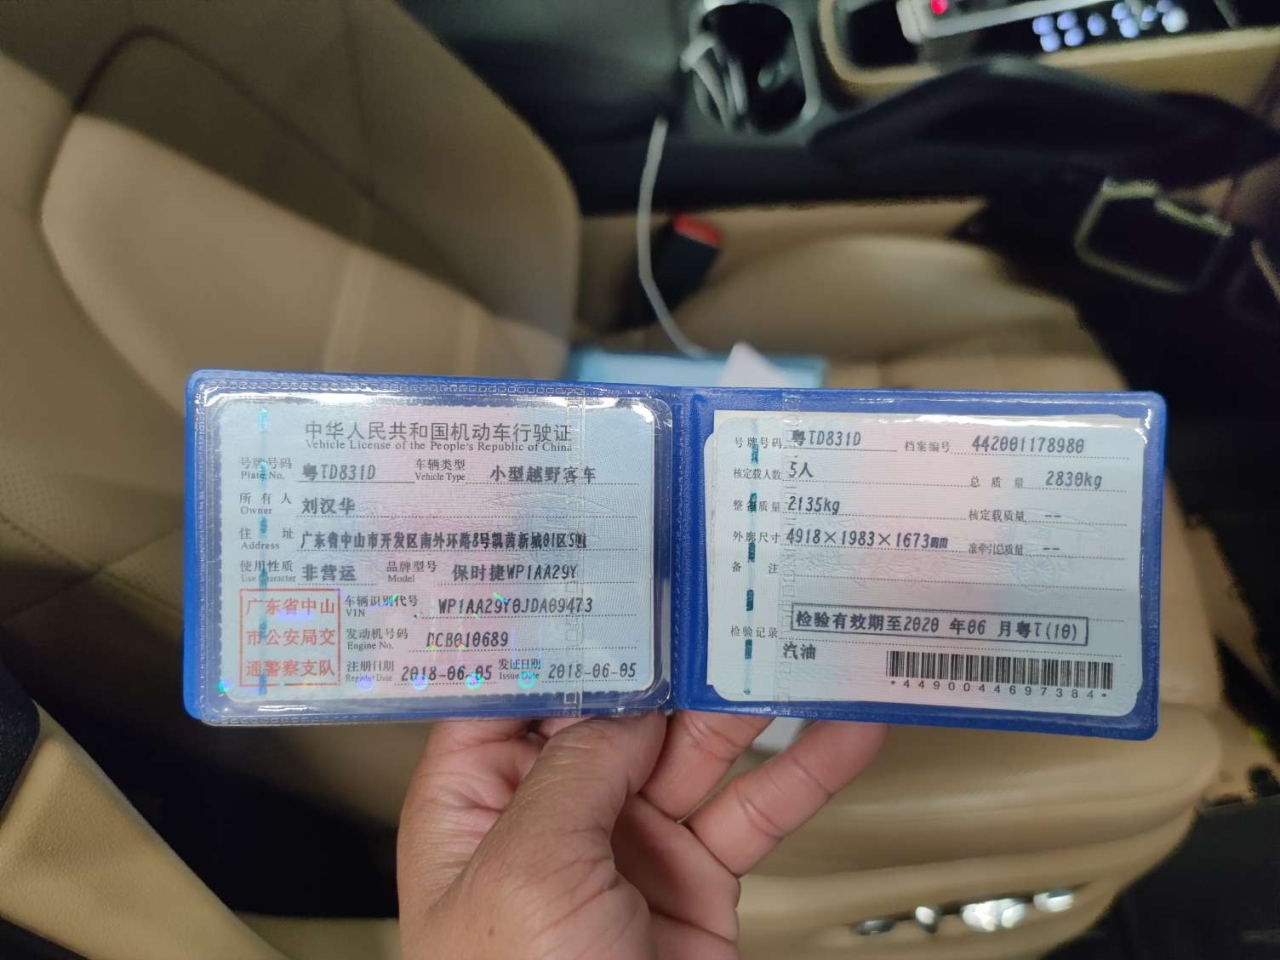 中华人民共和国机动车行驶证
Vehicle License of the People's Republic of China
号牌号码 Plate No. 粤TD831D 车辆类型 Vehicle Type 小型越野客车
所有人 Owner 刘汉华
住址 Address 广东省中山市开发区南外环路8号凯茵新城01区5幢
使用性质 Use Character 非营运 品牌型号 Model 保时捷WP1AA29Y
广东省中山市公安局交通警察支队
车辆识别代号 VIN WP1AA29Y0JDA09473
发动机号码 Engine No. DCB010689
注册日期 Register Date 2018-06-05 发证日期 Issue Date 2018-06-05
号牌号码 粤TD831D 档案编号 442001178980
核定载人数 5人 总质量 2830kg
整备质量 2135kg 核定载质量 --
外廓尺寸 4918×1983×1673mm 准牵引总质量 --
备注
检验记录 检验有效期至2020年06月粤T(10)
汽油
*4490044697384*